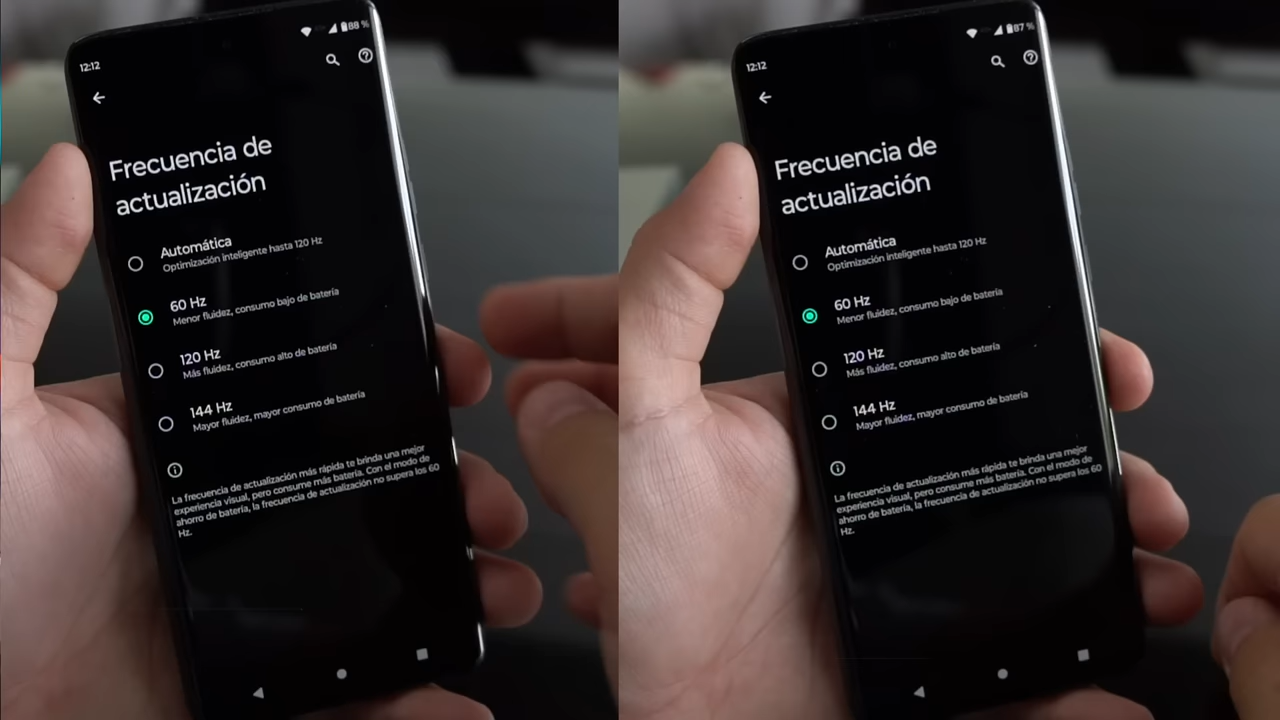 88 %
12:12
Frecuencia de
actualización
Automática
Optimización inteligente hasta 120 Hz
60 Hz
Menor fluidez, consumo bajo de batería
120 Hz
Más fluidez, consumo alto de batería
144 Hz
Mayor fluidez, mayor consumo de batería
La frecuencia de actualización más rápida te brinda una mejor
experiencia visual, pero consume más batería. Con el modo de
ahorro de batería, la frecuencia de actualización no supera los 60
Hz.
87 %
12:12
Frecuencia de
actualización
Automática
Optimización inteligente hasta 120 Hz
60 Hz
Menor fluidez, consumo bajo de batería
120 Hz
Más fluidez, consumo alto de batería
144 Hz
Mayor fluidez, mayor consumo de batería
La frecuencia de actualización más rápida te brinda una mejor
experiencia visual, pero consume más batería. Con el modo de
ahorro de batería, la frecuencia de actualización no supera los 60
Hz.